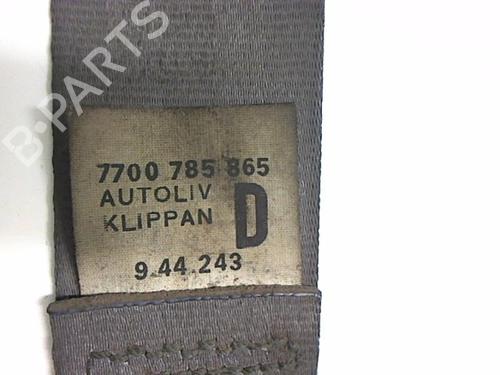 B-PARTS
7700 785 865
AUTOLIV
KLIPPAN D
9.44.243